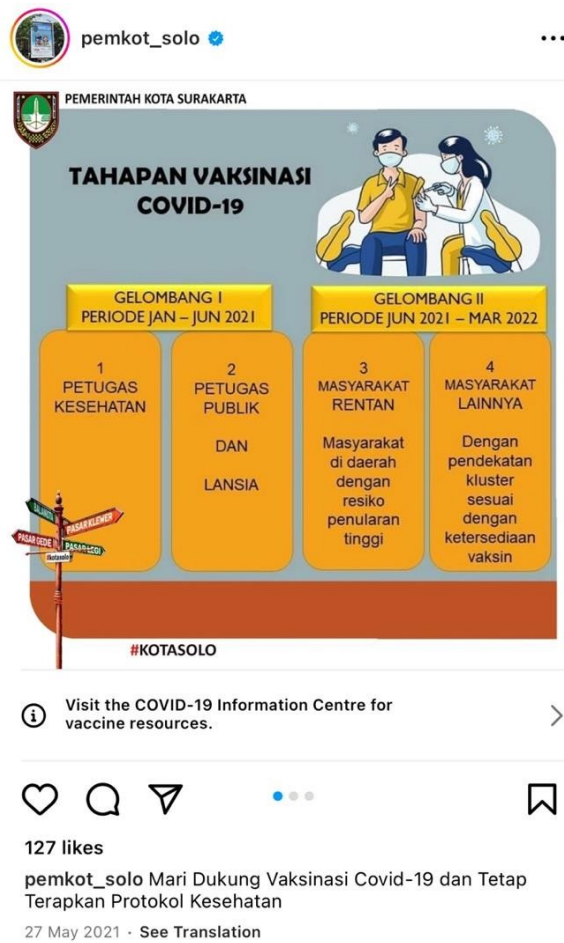 pemkot_solo
PEMERINTAH KOTA SURAKARTA
TAHAPAN VAKSINASI
COVID-19
GELOMBANG I
PERIODE JAN – JUN 2021
GELOMBANG II
PERIODE JUN 2021 – MAR 2022
1
PETUGAS
KESEHATAN
2
PETUGAS
PUBLIK
DAN
LANSIA
3
MASYARAKAT
RENTAN
Masyarakat
di daerah
dengan
resiko
penularan
tinggi
4
MASYARAKAT
LAINNYA
Dengan
pendekatan
kluster
sesuai
dengan
ketersediaan
vaksin
BALAIKOTA
PASAR KLEWER
PASAR GEDE
PASAR LEGI
#kotasolo
#KOTASOLO
Visit the COVID-19 Information Centre for
vaccine resources.
127 likes
pemkot_solo Mari Dukung Vaksinasi Covid-19 dan Tetap
Terapkan Protokol Kesehatan
27 May 2021 · See Translation